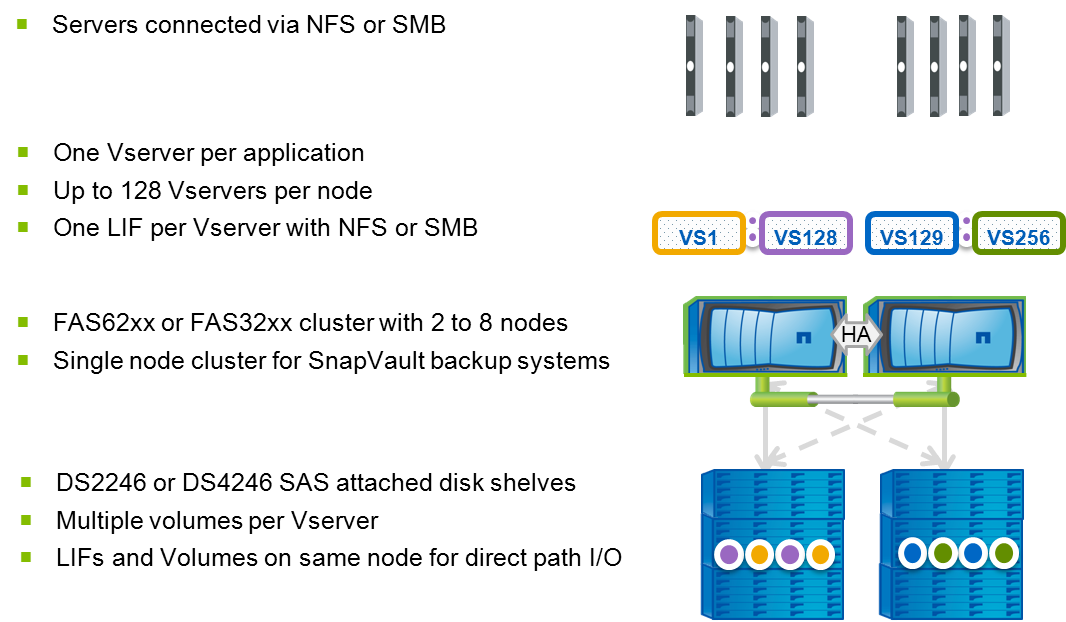 Servers connected via NFS or SMB
One Vserver per application
Up to 128 Vservers per node
One LIF per Vserver with NFS or SMB
VS1
VS128
VS129
VS256
FAS62xx or FAS32xx cluster with 2 to 8 nodes
Single node cluster for SnapVault backup systems
HA
DS2246 or DS4246 SAS attached disk shelves
Multiple volumes per Vserver
LIFs and Volumes on same node for direct path I/O